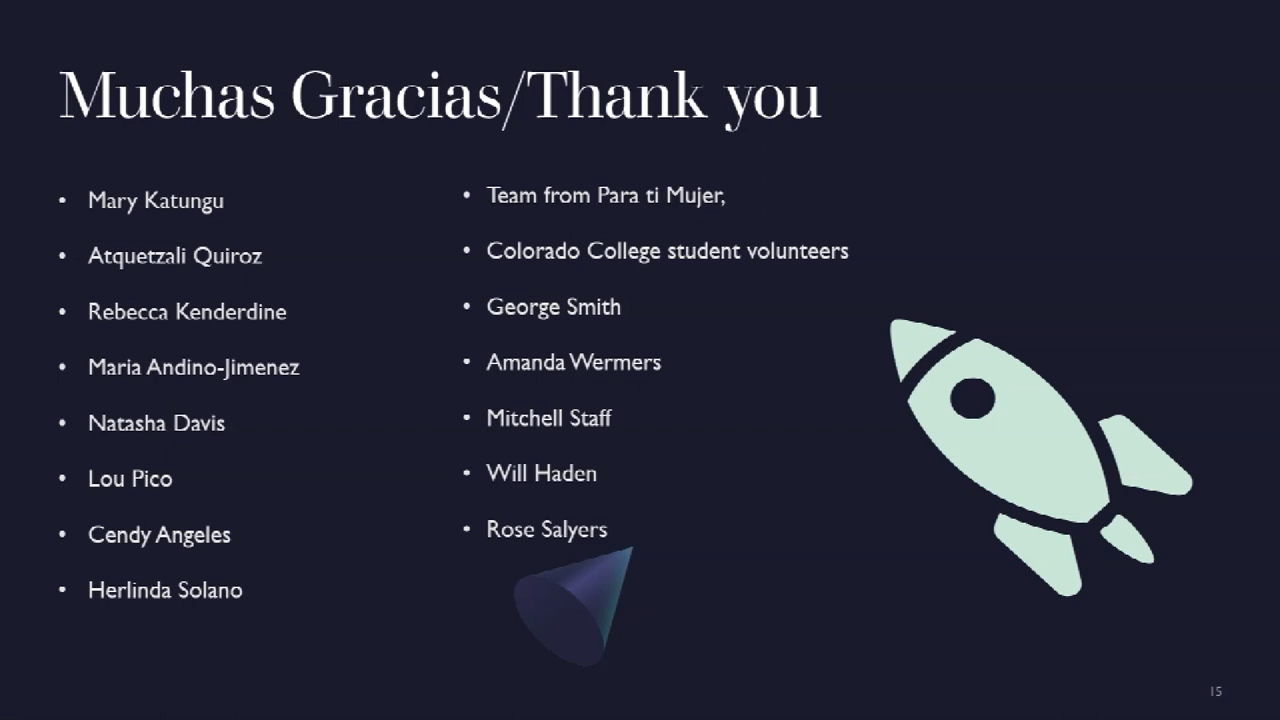 Muchas Gracias/Thank you
• Mary Katungu
• Atquetzali Quiroz
• Rebecca Kenderdine
• Maria Andino-Jimenez
• Natasha Davis
• Lou Pico
• Cendy Angeles
• Herlinda Solano
• Team from Para ti Mujer,
• Colorado College student volunteers
• George Smith
• Amanda Wermers
• Mitchell Staff
• Will Haden
• Rose Salyers
15